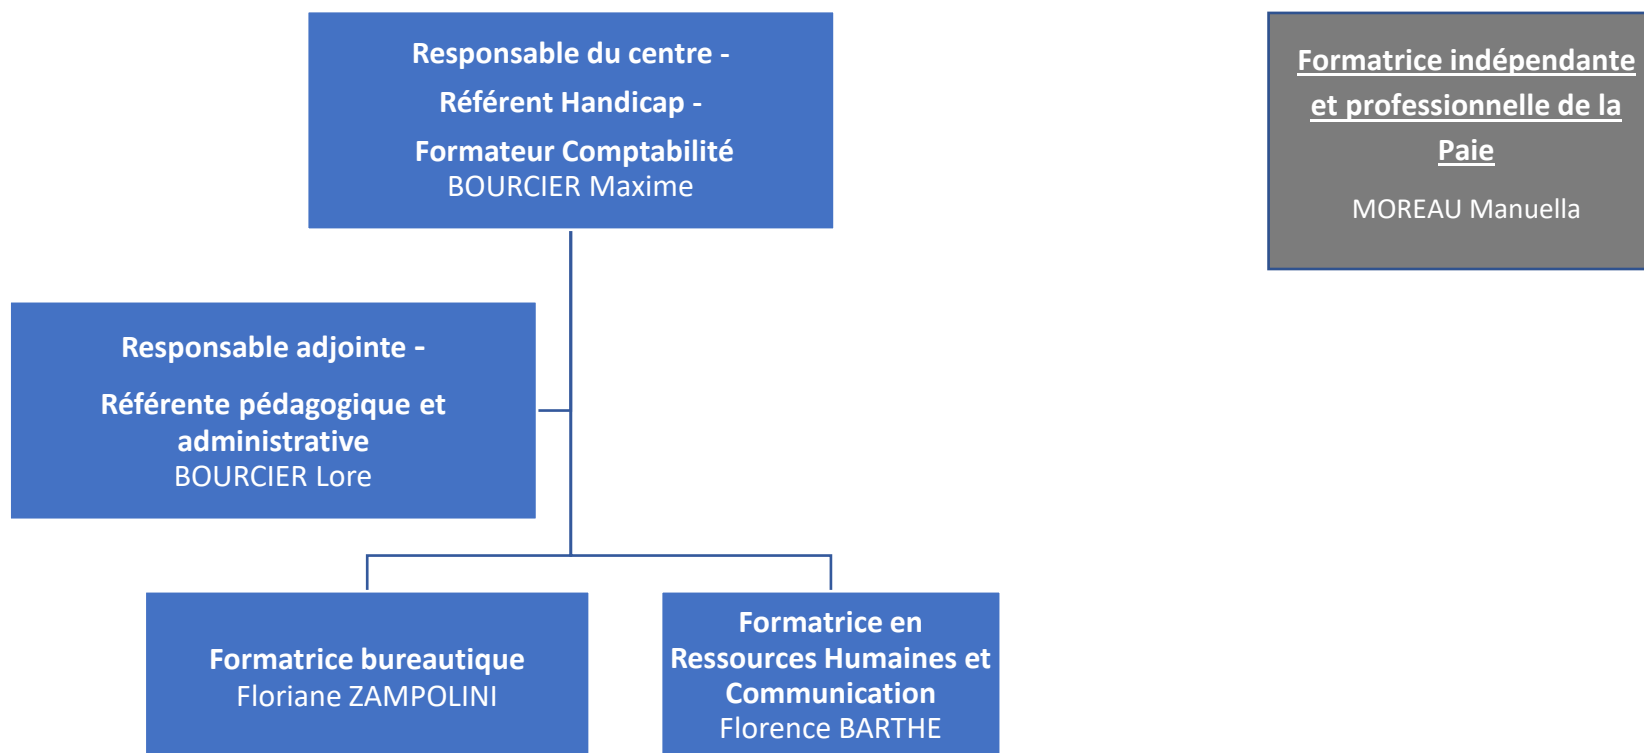 Responsable du centre -
Référent Handicap -
Formateur Comptabilité
BOURCIER Maxime
Formatrice indépendante
et professionnelle de la
Paie
MOREAU Manuella
Responsable adjointe -
Référente pédagogique et
administrative
BOURCIER Lore
Formatrice bureautique
Floriane ZAMPOLINI
Formatrice en
Ressources Humaines et
Communication
Florence BARTHE